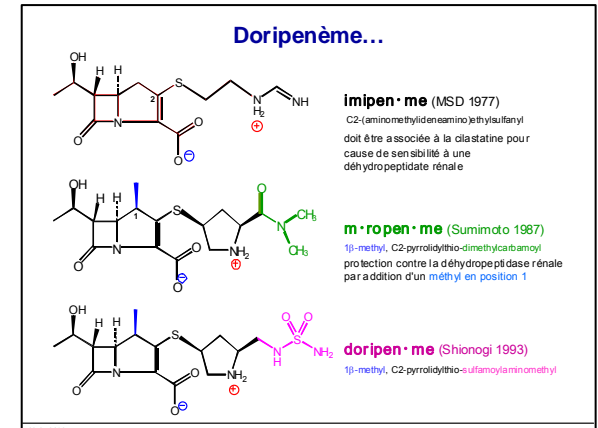 Doripenème…
OH
H H
S
2
N
H₂
NH
⊕
N
O
O
O
⊖
imipen·me (MSD 1977)
C2-(aminomethylideneamino)ethylsulfanyl
doit être associée à la cilastatine pour
cause de sensibilité à une
déhydropeptidate rénale
OH
H H
1
S
O
N
CH₃
CH₃
NH₂
⊕
N
O
O
O
⊖
m·ropen·me (Sumimoto 1987)
1β-methyl, C2-pyrrolidylthio-dimethylcarbamoyl
protection contre la déhydropeptidase rénale
par addition d'un méthyl en position 1
OH
H H
S
O O
S
N
H
NH₂
NH₂
⊕
N
O
O
O
⊖
doripen·me (Shionogi 1993)
1β-methyl, C2-pyrrolidylthio-sulfamoylaminomethyl